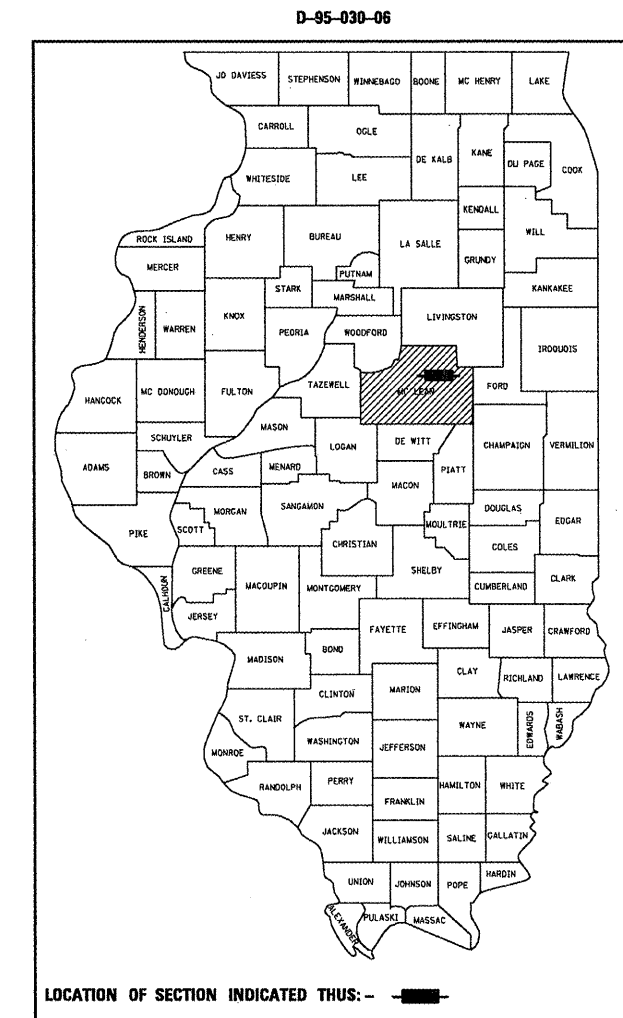 D-95-030-06
JO DAVIESS
STEPHENSON
WINNEBAGO
BOONE
MC HENRY
LAKE
CARROLL
OGLE
DE KALB
KANE
DU PAGE
COOK
WHITESIDE
LEE
KENDALL
WILL
ROCK ISLAND
HENRY
BUREAU
LA SALLE
GRUNDY
MERCER
PUTNAM
KANKAKEE
STARK
MARSHALL
HENDERSON
WARREN
KNOX
PEORIA
WOODFORD
LIVINGSTON
IROQUOIS
HANCOCK
MC DONOUGH
FULTON
TAZEWELL
MC LEAN
FORD
MASON
SCHUYLER
LOGAN
DE WITT
CHAMPAIGN
VERMILION
ADAMS
BROWN
CASS
MENARD
MACON
PIATT
PIKE
SCOTT
MORGAN
SANGAMON
MOULTRIE
DOUGLAS
EDGAR
CHRISTIAN
COLES
CALHOUN
GREENE
MACOUPIN
MONTGOMERY
SHELBY
CUMBERLAND
CLARK
JERSEY
FAYETTE
EFFINGHAM
JASPER
CRAWFORD
MADISON
BOND
CLAY
RICHLAND
LAWRENCE
CLINTON
MARION
ST. CLAIR
WAYNE
EDWARDS
WABASH
MONROE
WASHINGTON
JEFFERSON
RANDOLPH
PERRY
HAMILTON
WHITE
FRANKLIN
JACKSON
WILLIAMSON
SALINE
GALLATIN
UNION
JOHNSON
POPE
HARDIN
ALEXANDER
PULASKI
MASSAC
LOCATION OF SECTION INDICATED THUS:-